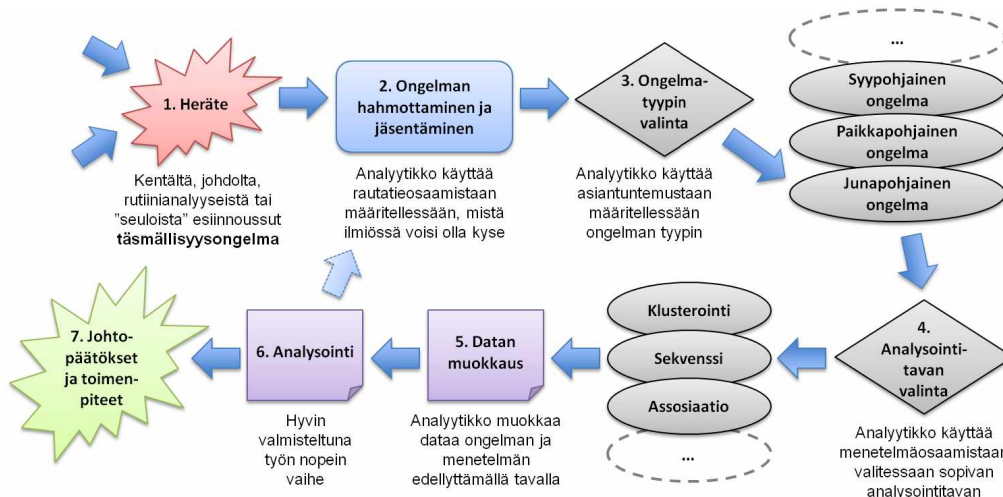 1. Heräte
Kentältä, johdolta,
rutiinianalyyseistä tai
”seuloista” esiinnoussut
täsmällisyysongelma
2. Ongelman
hahmottaminen ja
jäsentäminen
Analyytikko käyttää
rautatieosaamistaan
määritellessään, mistä
ilmiössä voisi olla kyse
3. Ongelma-
tyypin
valinta
Analyytikko käyttää
asiantuntemustaan
määritellessään
ongelman tyypin
...
Syypohjainen
ongelma
Paikkapohjainen
ongelma
Junapohjainen
ongelma
4.
Analysointi-
tavan
valinta
Analyytikko käyttää
menetelmäosaamistaan
valitessaan sopivan
analysointitavan
Klusterointi
Sekvenssi
Assosiaatio
...
5. Datan
muokkaus
Analyytikko muokkaa
dataa ongelman ja
menetelmän
edellyttämällä tavalla
6. Analysointi
Hyvin
valmisteltuna
työn nopein
vaihe
7. Johto-
päätökset
ja toimen-
piteet